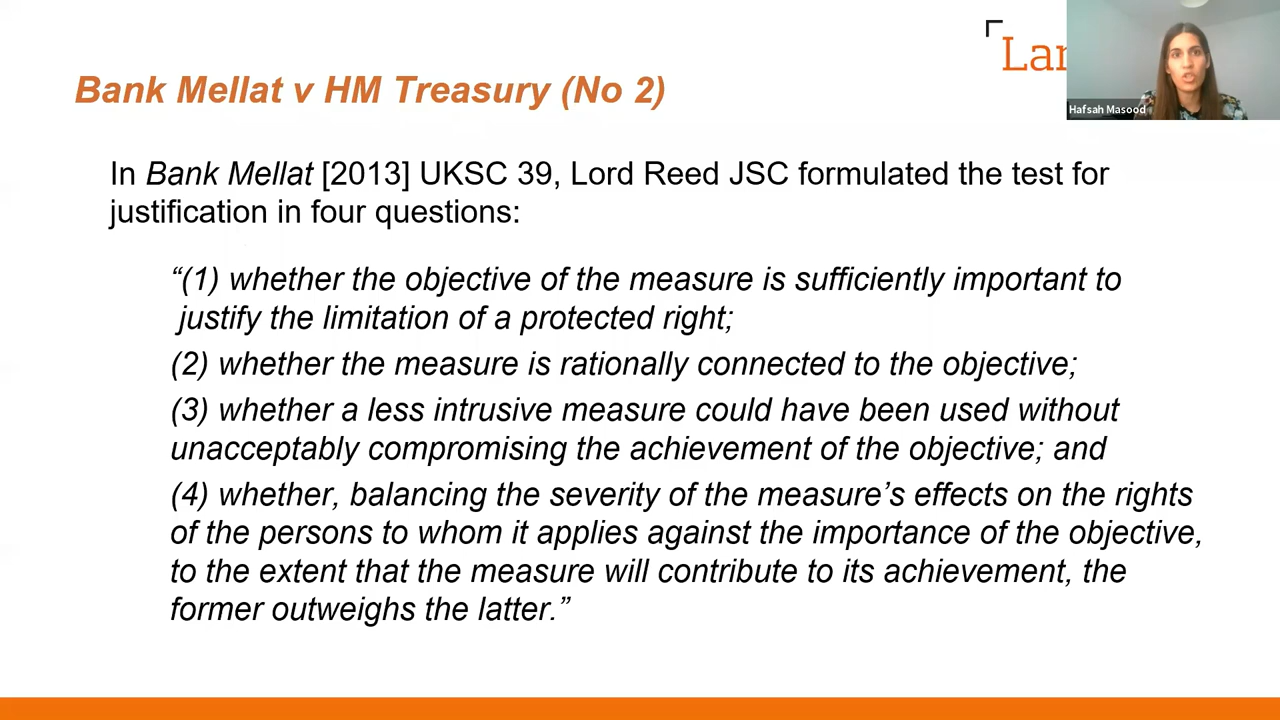 Lan
Hafsah Masood
Bank Mellat v HM Treasury (No 2)
In Bank Mellat [2013] UKSC 39, Lord Reed JSC formulated the test for
justification in four questions:
“(1) whether the objective of the measure is sufficiently important to
justify the limitation of a protected right;
(2) whether the measure is rationally connected to the objective;
(3) whether a less intrusive measure could have been used without
unacceptably compromising the achievement of the objective; and
(4) whether, balancing the severity of the measure’s effects on the rights
of the persons to whom it applies against the importance of the objective,
to the extent that the measure will contribute to its achievement, the
former outweighs the latter.”